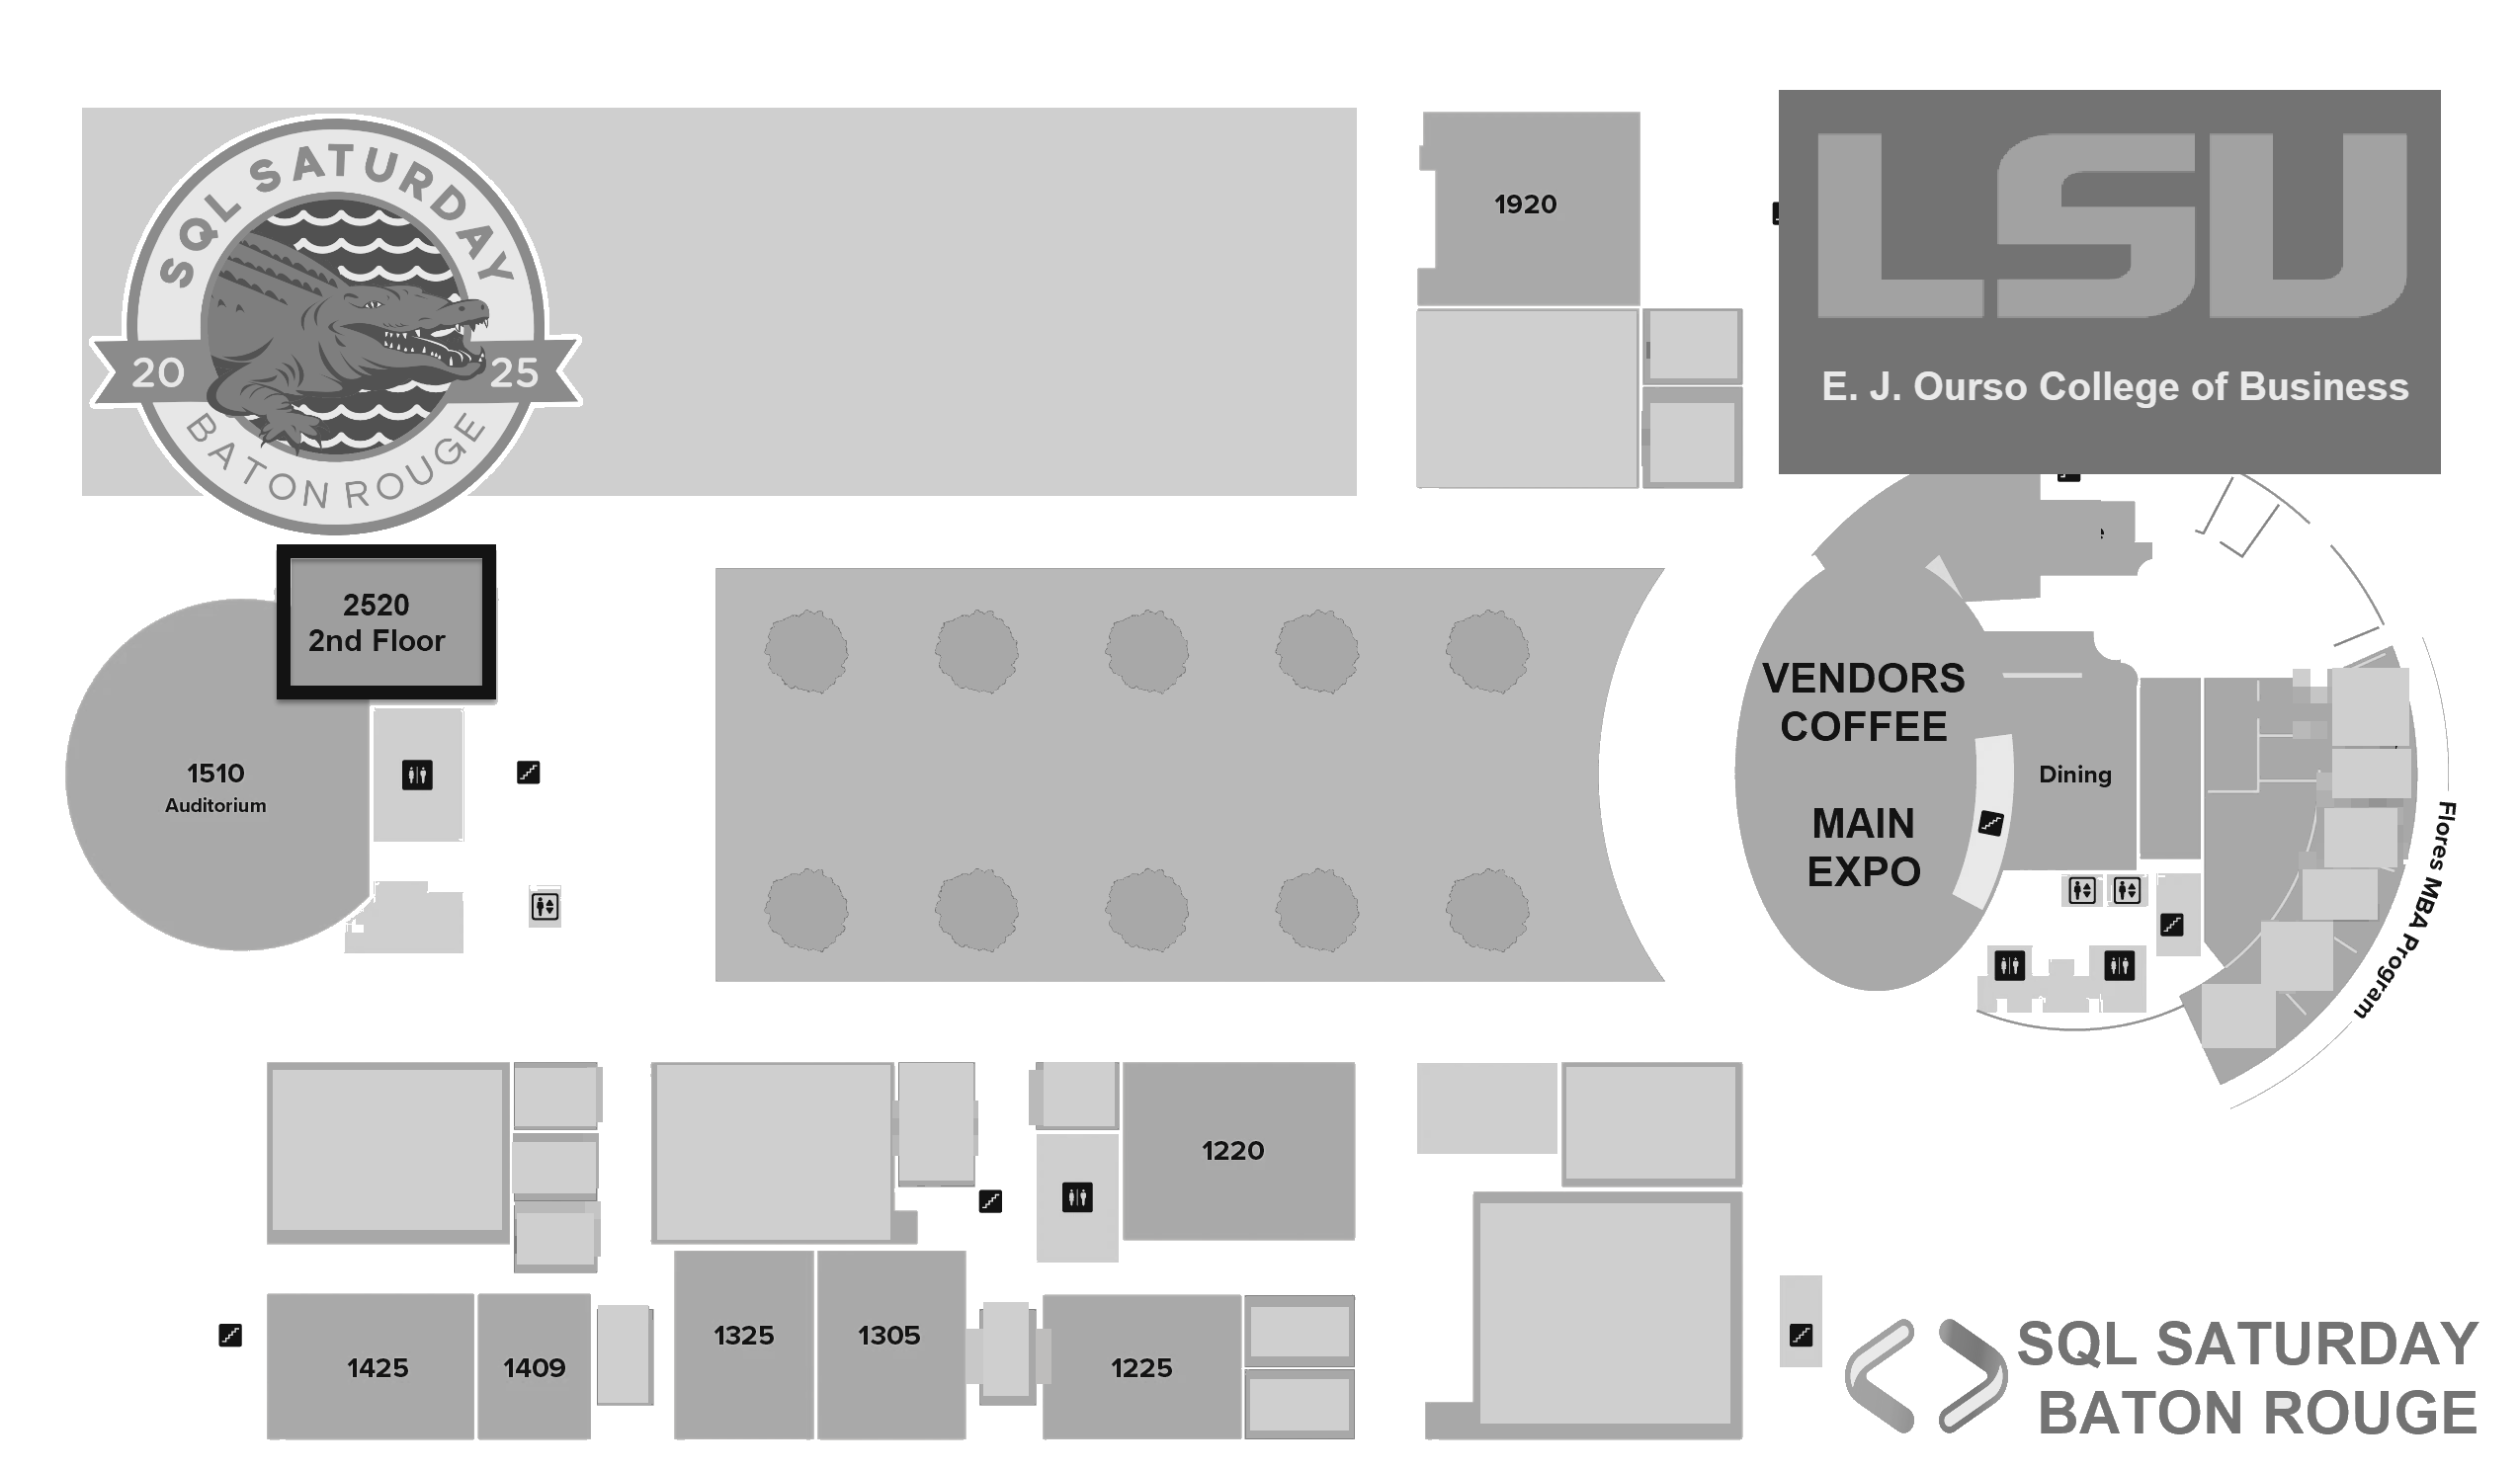 SQL SATURDAY
20 25
BATON ROUGE
1920
LSU
E. J. Ourso College of Business
2520
2nd Floor
1510
Auditorium
VENDORS
COFFEE
MAIN
EXPO
Dining
Flores MBA Program
1220
1325
1305
1425
1409
1225
SQL SATURDAY
BATON ROUGE